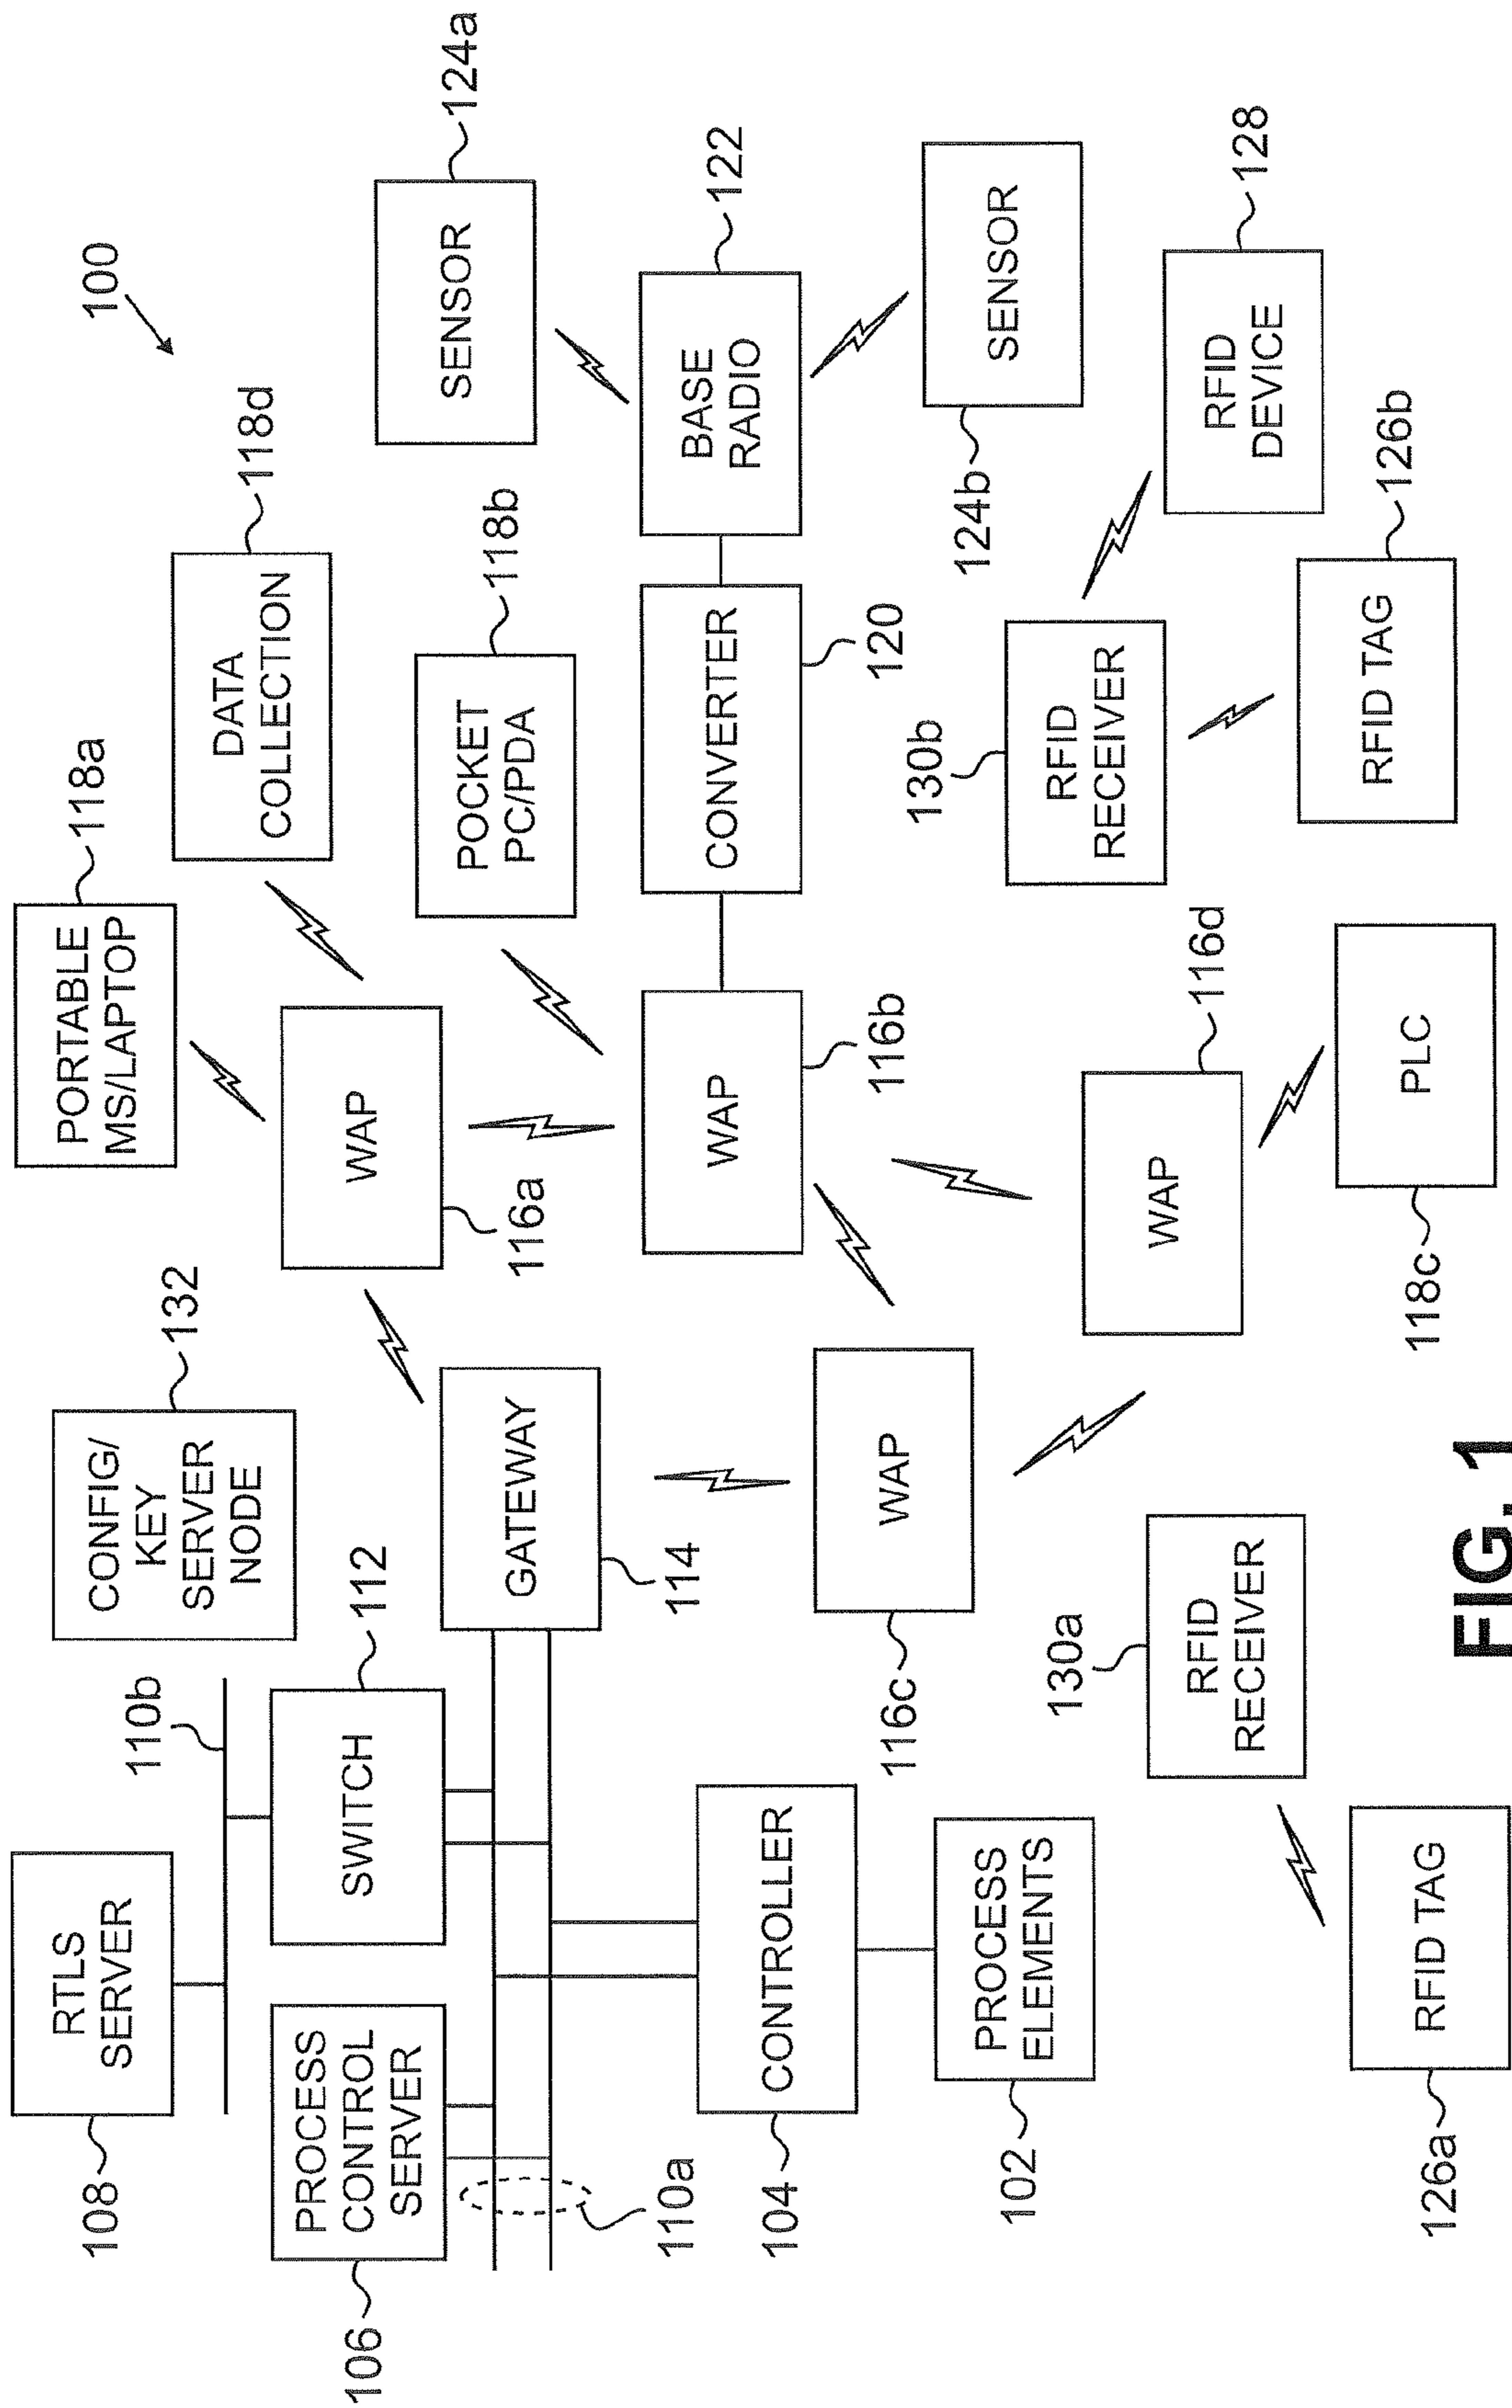 100
108
RTLS
SERVER
110b
CONFIG/
KEY
SERVER
NODE
132
PORTABLE
MS/LAPTOP
118a
DATA
COLLECTION
118d
106
PROCESS
CONTROL
SERVER
SWITCH
112
WAP
116a
POCKET
PC/PDA
118b
SENSOR
124a
110a
GATEWAY
114
104
CONTROLLER
WAP
116b
CONVERTER
120
BASE
RADIO
122
102
PROCESS
ELEMENTS
116c
WAP
130b
RFID
RECEIVER
124b
SENSOR
130a
RFID
RECEIVER
WAP
116d
RFID
DEVICE
128
126a
RFID TAG
118c
PLC
RFID TAG
126b
FIG. 1